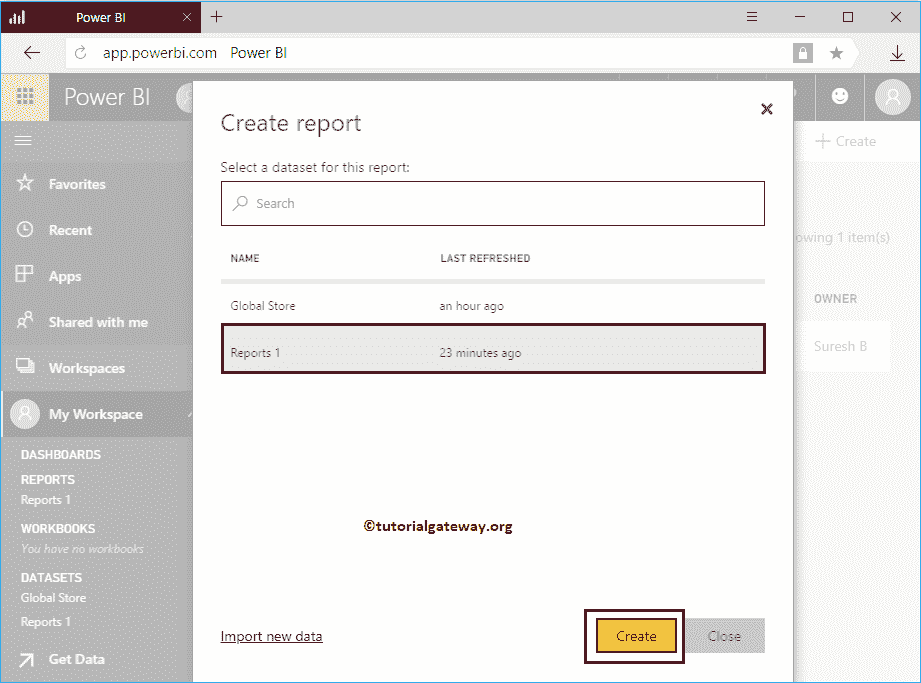 Power BI
app.powerbi.com Power BI
Power BI
Create report
Select a dataset for this report:
Search
NAME LAST REFRESHED
Global Store an hour ago
Reports 1 23 minutes ago
©tutorialgateway.org
Import new data
Create
Close
Favorites
Recent
Apps
Shared with me
Workspaces
My Workspace
DASHBOARDS
REPORTS
Reports 1
WORKBOOKS
You have no workbooks
DATASETS
Global Store
Reports 1
Get Data
Create
owing 1 item(s)
OWNER
Suresh B